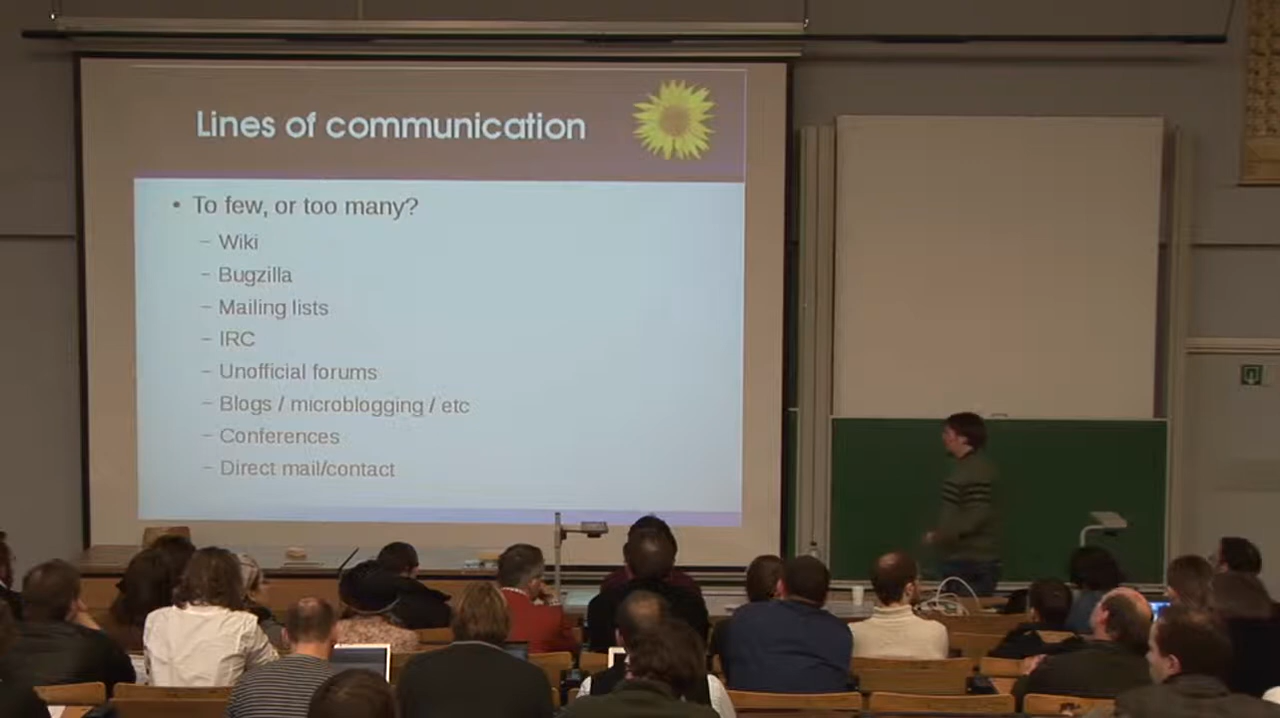 Lines of communication
• To few, or too many?
– Wiki
– Bugzilla
– Mailing lists
– IRC
– Unofficial forums
– Blogs / microblogging / etc
– Conferences
– Direct mail/contact